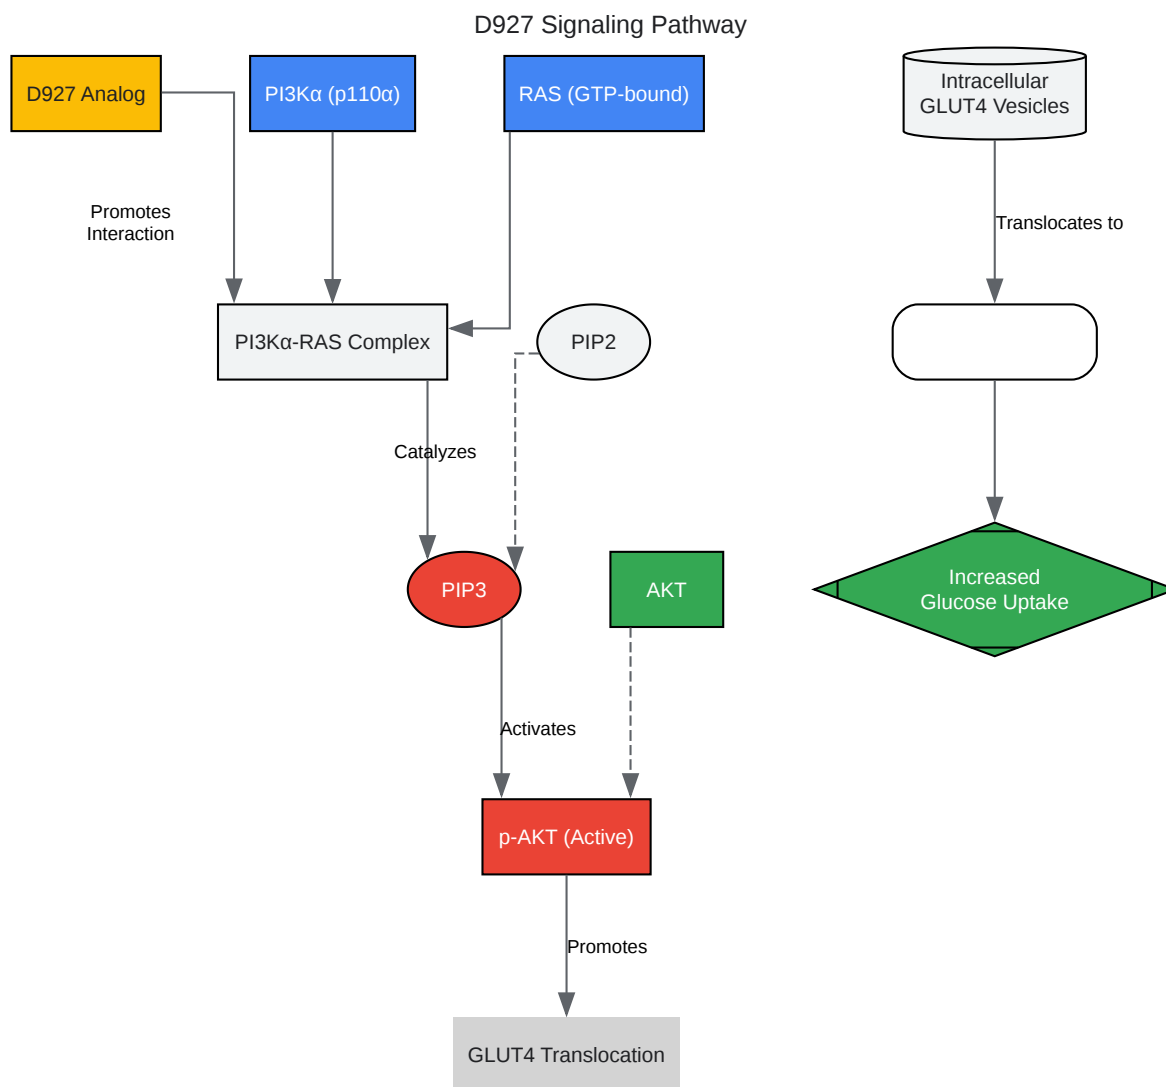 D927 Signaling Pathway
D927 Analog
PI3Kα (p110α)
RAS (GTP-bound)
Intracellular
GLUT4 Vesicles
Promotes
Interaction
Translocates to
PI3Kα-RAS Complex
PIP2
Catalyzes
PIP3
AKT
Increased
Glucose Uptake
Activates
p-AKT (Active)
Promotes
GLUT4 Translocation